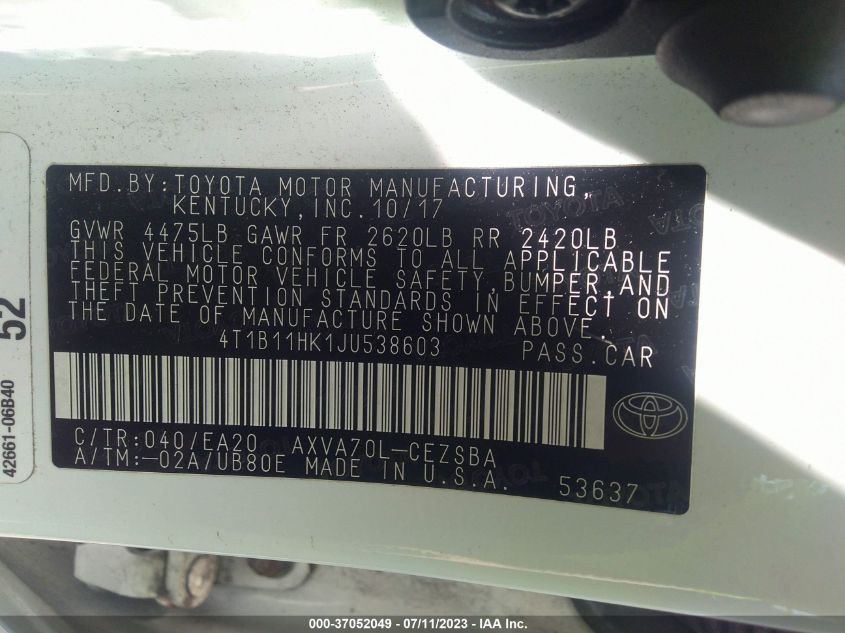 MFD.BY:TOYOTA MOTOR MANUFACTURING,
KENTUCKY,INC.10/17
GVWR 4475LB GAWR FR 2620LB RR 2420LB
THIS VEHICLE CONFORMS TO ALL APPLICABLE
FEDERAL MOTOR VEHICLE SAFETY,BUMPER,AND
THEFT PREVENTION STANDARDS IN EFFECT ON
THE DATE OF MANUFACTURE SHOWN ABOVE.
4T1B11HK1JU538603 PASS.CAR
C/TR:040/EA20 AXVA70L-CEZSBA
A/TM:-02A/UB80E MADE IN U.S.A.
53637
52
42661-06B40
TOYOTA
000-37052049 / 07/11/2023 - IAAI.com